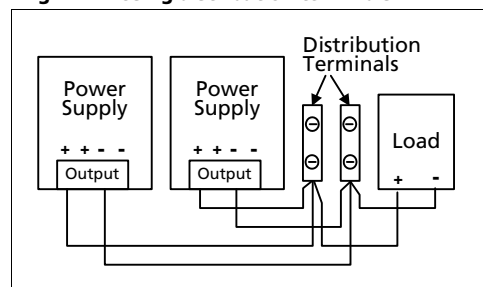 Distribution
Terminals
Power
Supply
+ + - -
Output
Power
Supply
+ + - -
Output
Load
+ -